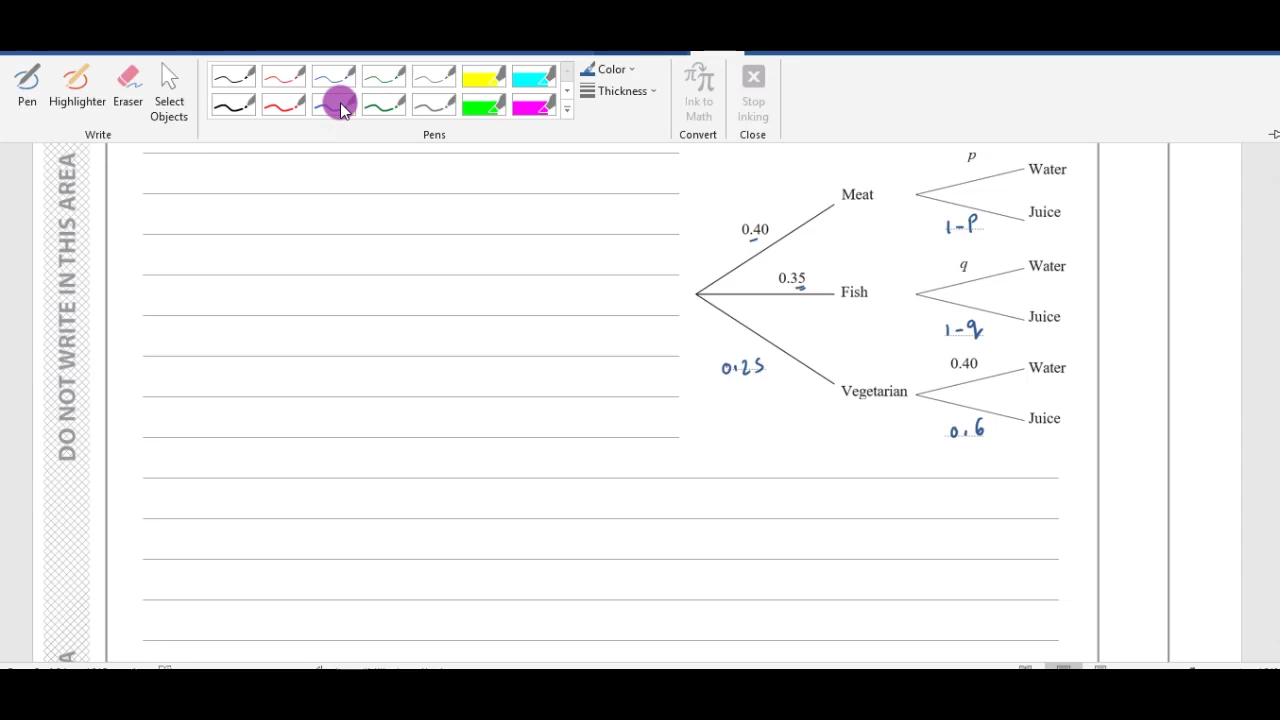 Pen
Highlighter
Eraser
Select
Objects
Write
Pens
Color
Thickness
Ink to
Math
Convert
Stop
Inking
Close
DO NOT WRITE IN THIS AREA
p
Water
Meat
Juice
0.40
1-P
q
Water
0.35
Fish
Juice
1-q
0.25
0.40
Water
Vegetarian
Juice
0.6
A